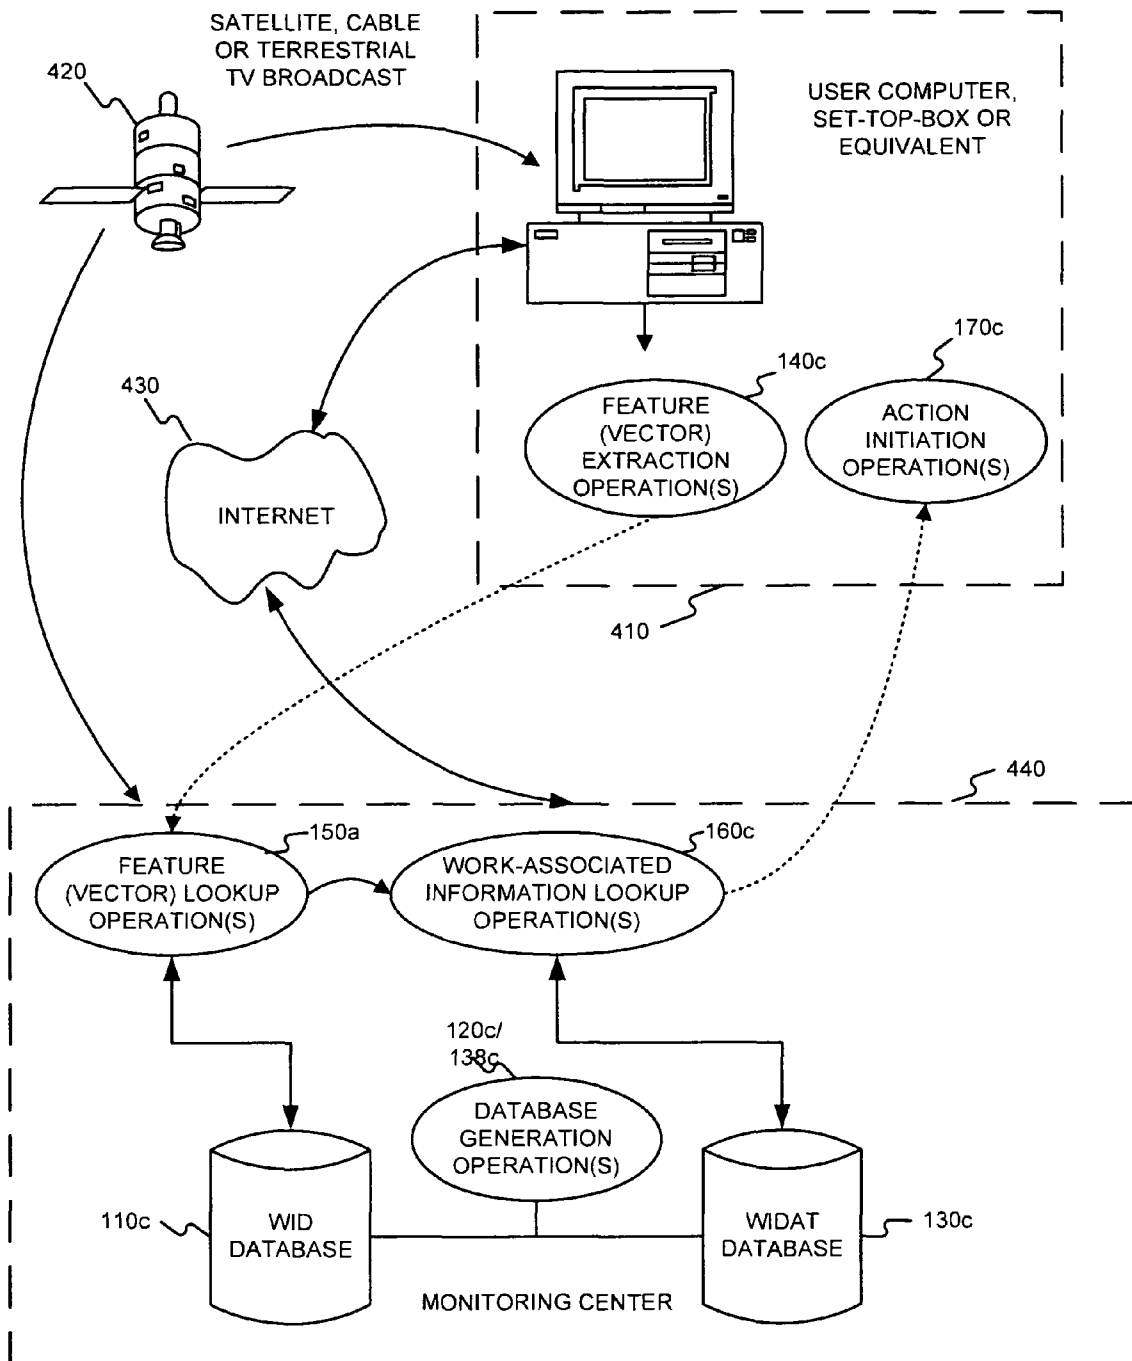 SATELLITE, CABLE
OR TERRESTRIAL
TV BROADCAST
420
USER COMPUTER,
SET-TOP-BOX OR
EQUIVALENT
170c
140c
430
FEATURE
(VECTOR)
EXTRACTION
OPERATION(S)
ACTION
INITIATION
OPERATION(S)
INTERNET
410
440
150a
160c
FEATURE
(VECTOR) LOOKUP
OPERATION(S)
WORK-ASSOCIATED
INFORMATION LOOKUP
OPERATION(S)
120c/
138c
DATABASE
GENERATION
OPERATION(S)
110c
WID
DATABASE
WIDAT
DATABASE
130c
MONITORING CENTER